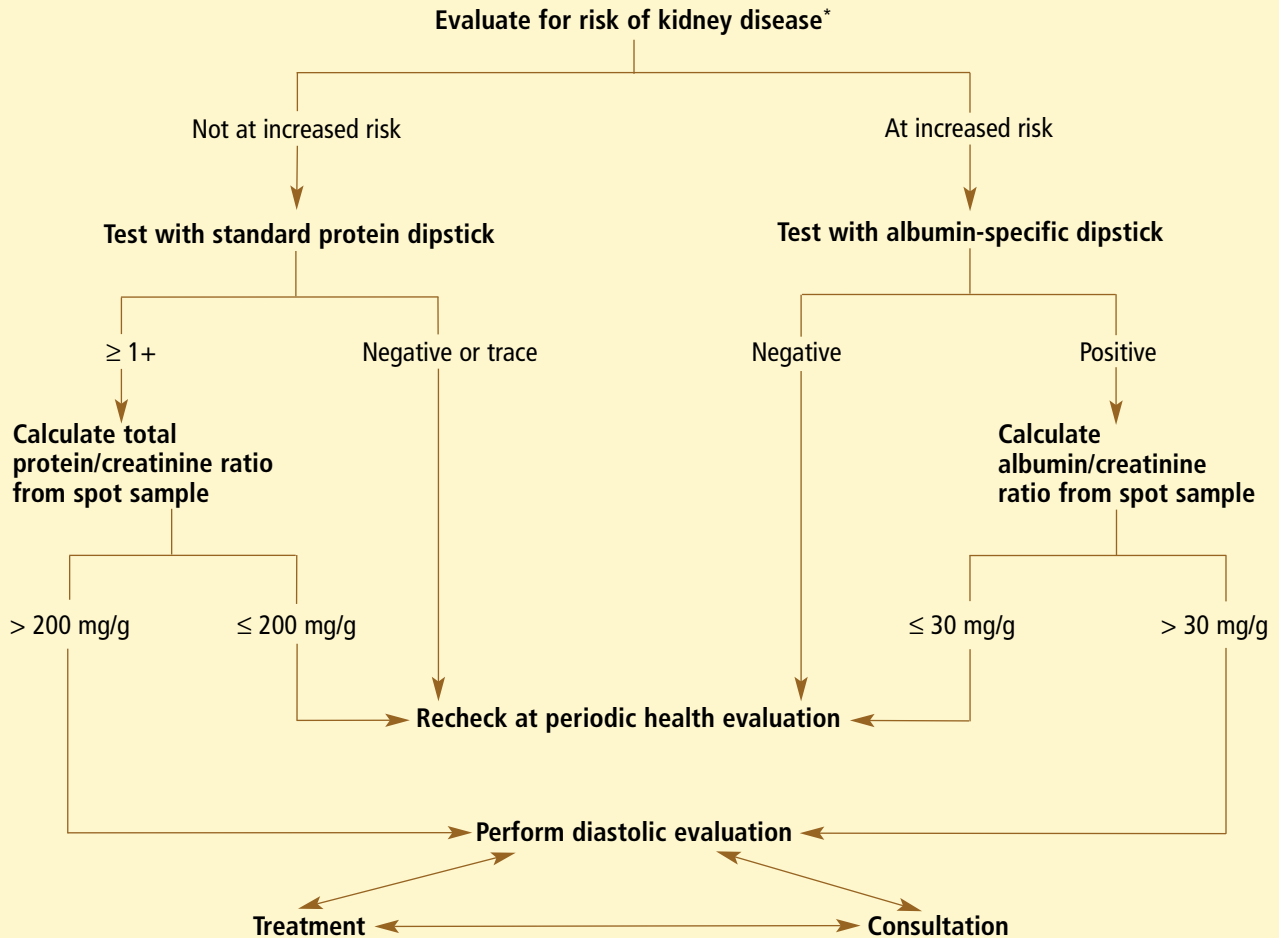 Evaluate for risk of kidney disease*
Not at increased risk
At increased risk
Test with standard protein dipstick
Test with albumin-specific dipstick
≥ 1+
Negative or trace
Negative
Positive
Calculate total
protein/creatinine ratio
from spot sample
Calculate
albumin/creatinine
ratio from spot sample
> 200 mg/g
≤ 200 mg/g
≤ 30 mg/g
> 30 mg/g
Recheck at periodic health evaluation
Perform diastolic evaluation
Treatment
Consultation